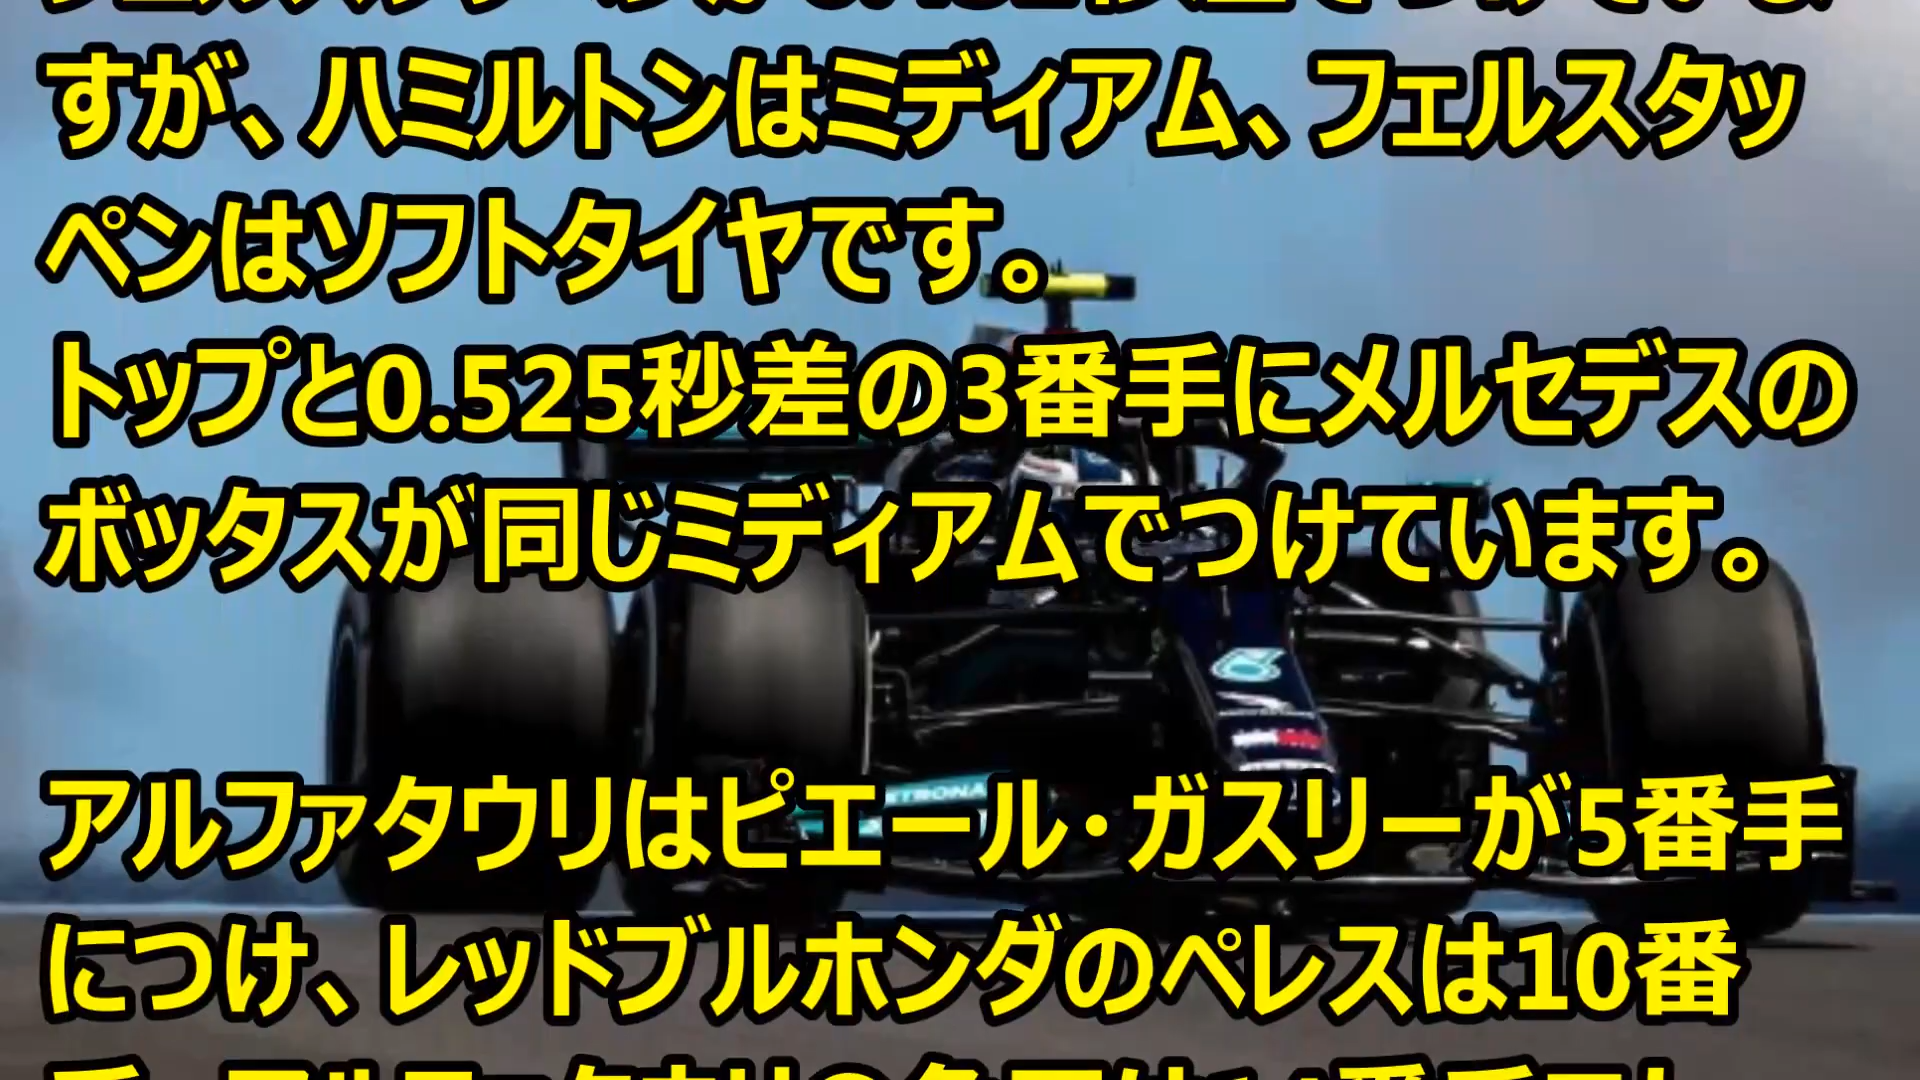 すが、ハミルトンはミディアム、フェルスタッ
ペンはソフトタイヤです。
トップと0.525秒差の3番手にメルセデスの
ボッタスが同じミディアムでつけています。
アルファタウリはピエール・ガスリーが5番手
につけ、レッドブルホンダのペレスは10番